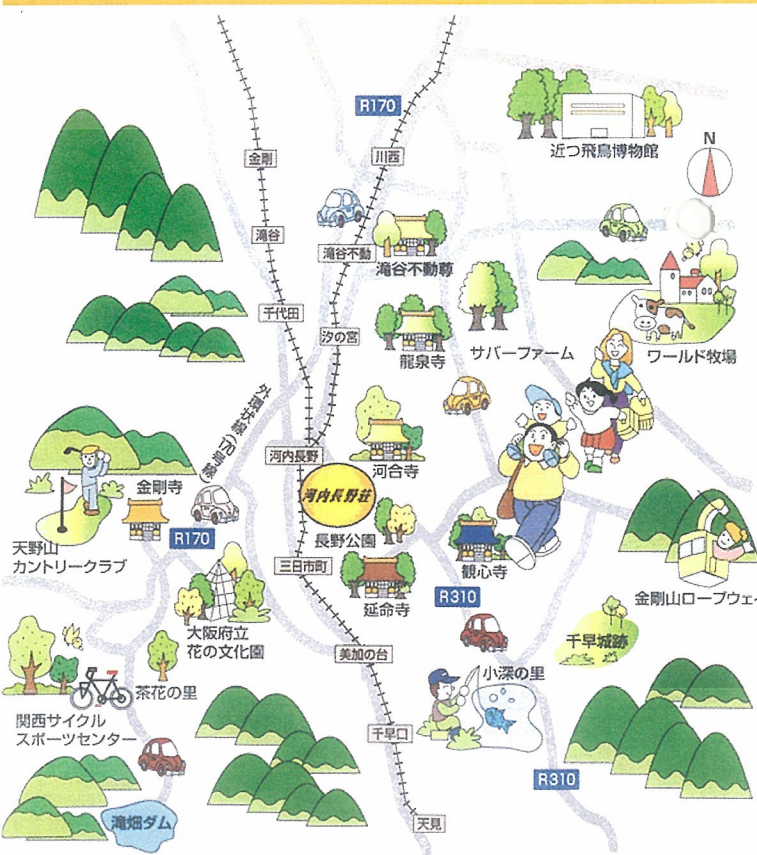 R170
近つ飛鳥博物館
N
金剛
川西
滝谷
滝谷不動
滝谷不動尊
千代田
汐の宮
龍泉寺
サバーファーム
ワールド牧場
外環状線(170号線)
河内長野
河合寺
河内長野荘
金剛寺
天野山
カントリークラブ
R170
長野公園
観心寺
三日市町
延命寺
R310
金剛山ロープウェイ
大阪府立
花の文化園
千早城跡
美加の台
小深の里
茶花の里
関西サイクル
スポーツセンター
千早口
R310
滝畑ダム
天見